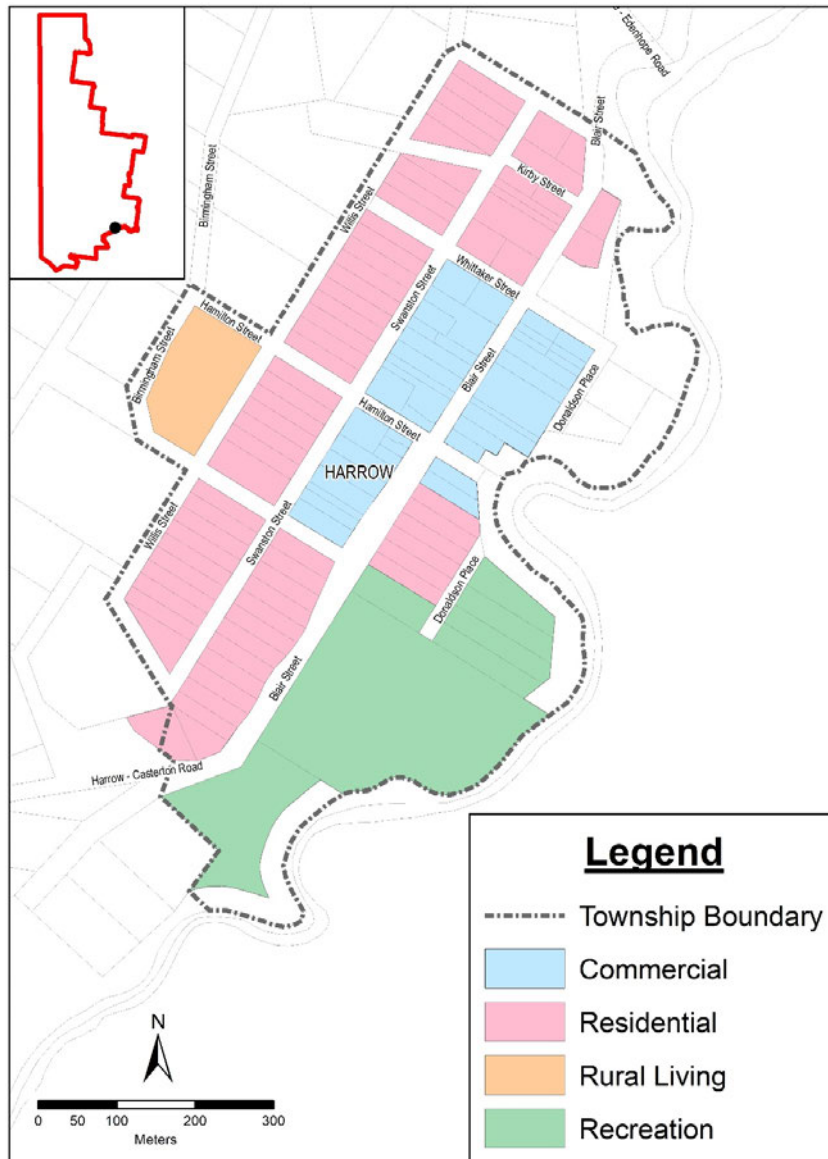 - Edenhope Road
Blair Street
Birmingham Street
Kirby Street
Willis Street
Whittaker Street
Swanston Street
Hamilton Street
Birmingham Street
Blair Street
Donaldson Place
Hamilton Street
HARROW
Willis Street
Swanston Street
Donaldson Place
Blair Street
Harrow - Casterton Road
Legend
Township Boundary
Commercial
Residential
Rural Living
Recreation
N
0 50 100 200 300
Meters